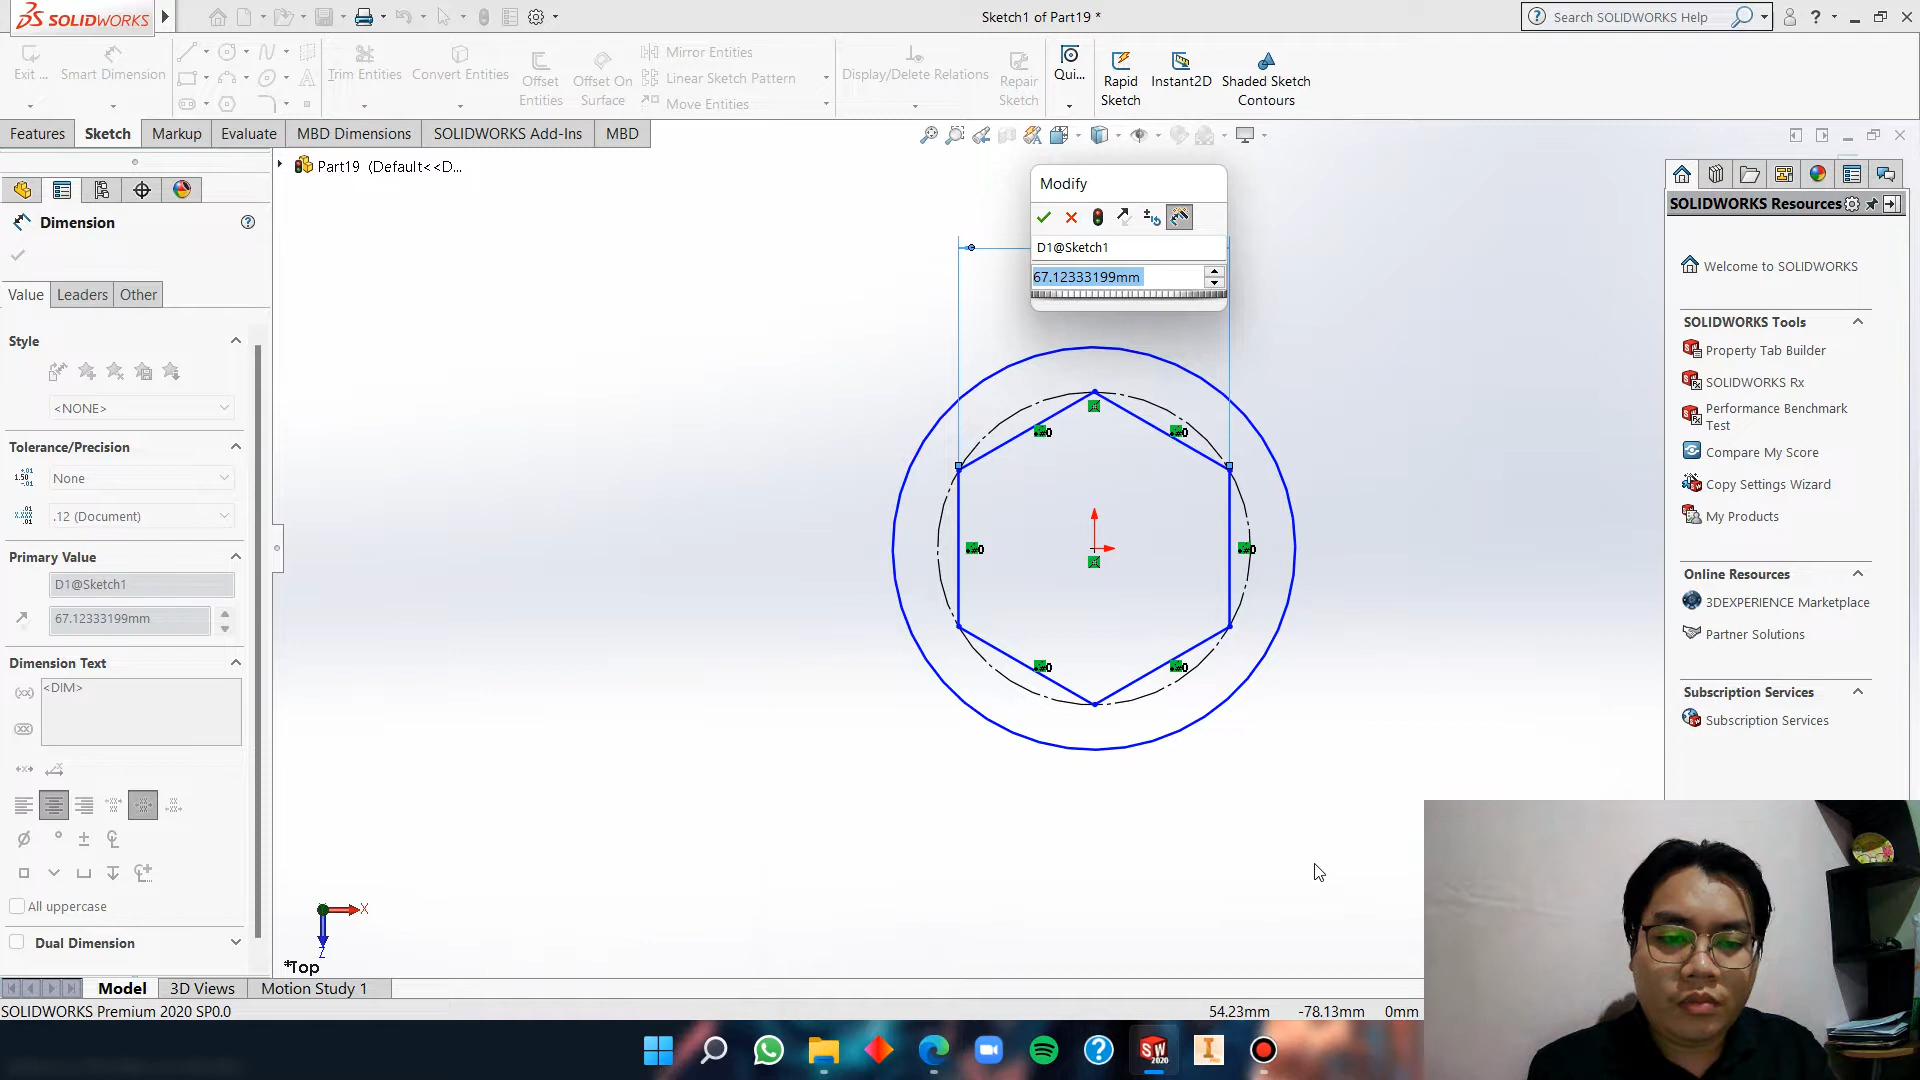 SOLIDWORKS
Sketch1 of Part19 *
Search SOLIDWORKS Help
Exit ...
Smart Dimension
Trim Entities
Convert Entities
Offset Entities
Offset On Surface
Mirror Entities
Linear Sketch Pattern
Move Entities
Display/Delete Relations
Repair Sketch
Qui...
Rapid Sketch
Instant2D
Shaded Sketch Contours
Features
Sketch
Markup
Evaluate
MBD Dimensions
SOLIDWORKS Add-Ins
MBD
Part19 (Default<<D...
Dimension
Value
Leaders
Other
Style
<NONE>
Tolerance/Precision
None
.12 (Document)
Primary Value
D1@Sketch1
67.12333199mm
Dimension Text
<DIM>
All uppercase
Dual Dimension
Modify
D1@Sketch1
67.12333199mm
X
Z
*Top
SOLIDWORKS Resources
Welcome to SOLIDWORKS
SOLIDWORKS Tools
Property Tab Builder
SOLIDWORKS Rx
Performance Benchmark
Test
Compare My Score
Copy Settings Wizard
My Products
Online Resources
3DEXPERIENCE Marketplace
Partner Solutions
Subscription Services
Subscription Services
Model
3D Views
Motion Study 1
SOLIDWORKS Premium 2020 SP0.0
54.23mm
-78.13mm
0mm
SW
2020